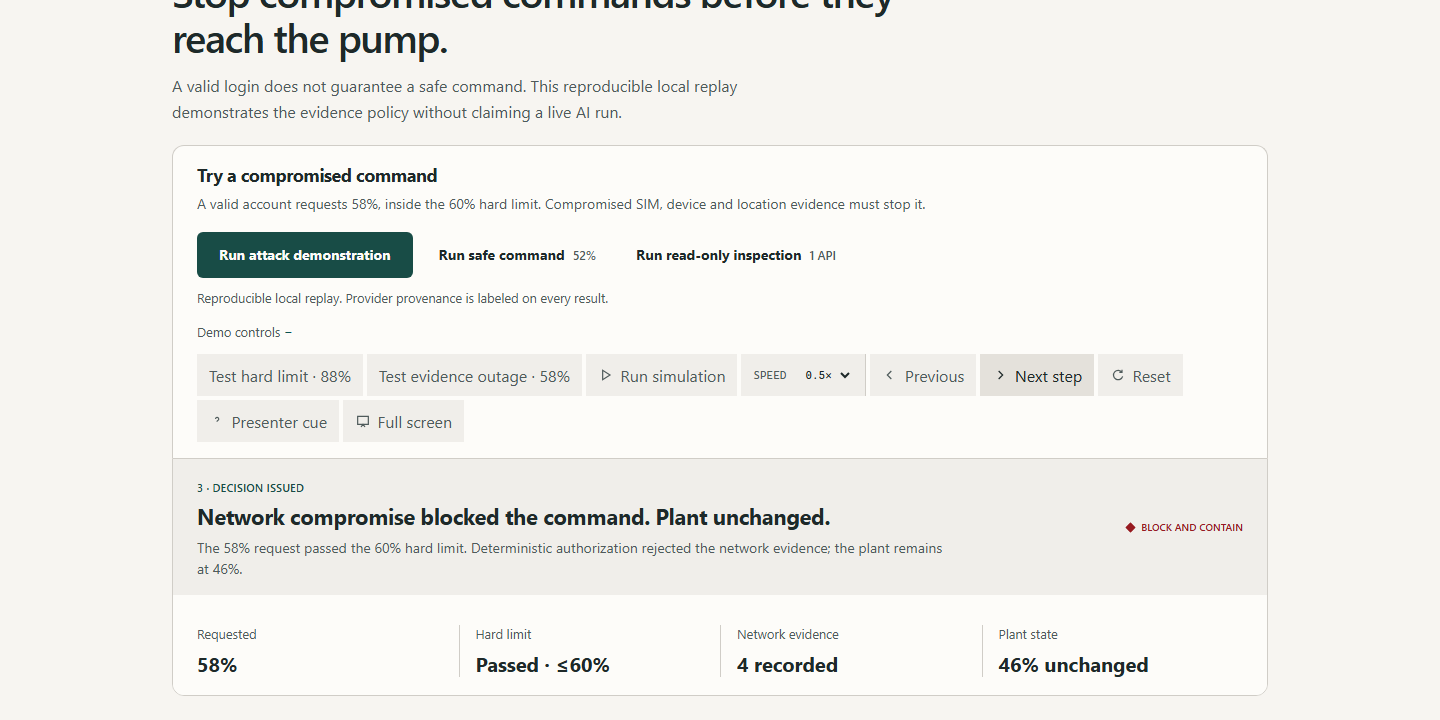 Stop compromised commands before they
reach the pump.
A valid login does not guarantee a safe command. This reproducible local replay
demonstrates the evidence policy without claiming a live AI run.
Try a compromised command
A valid account requests 58%, inside the 60% hard limit. Compromised SIM, device and location evidence must stop it.
Run attack demonstration Run safe command 52% Run read-only inspection 1 API
Reproducible local replay. Provider provenance is labeled on every result.
Demo controls −
Test hard limit · 88% Test evidence outage · 58% Run simulation SPEED 0.5× Previous Next step Reset
? Presenter cue Full screen
3 · DECISION ISSUED
Network compromise blocked the command. Plant unchanged.
BLOCK AND CONTAIN
The 58% request passed the 60% hard limit. Deterministic authorization rejected the network evidence; the plant remains
at 46%.
Requested Hard limit Network evidence Plant state
58% Passed · ≤60% 4 recorded 46% unchanged